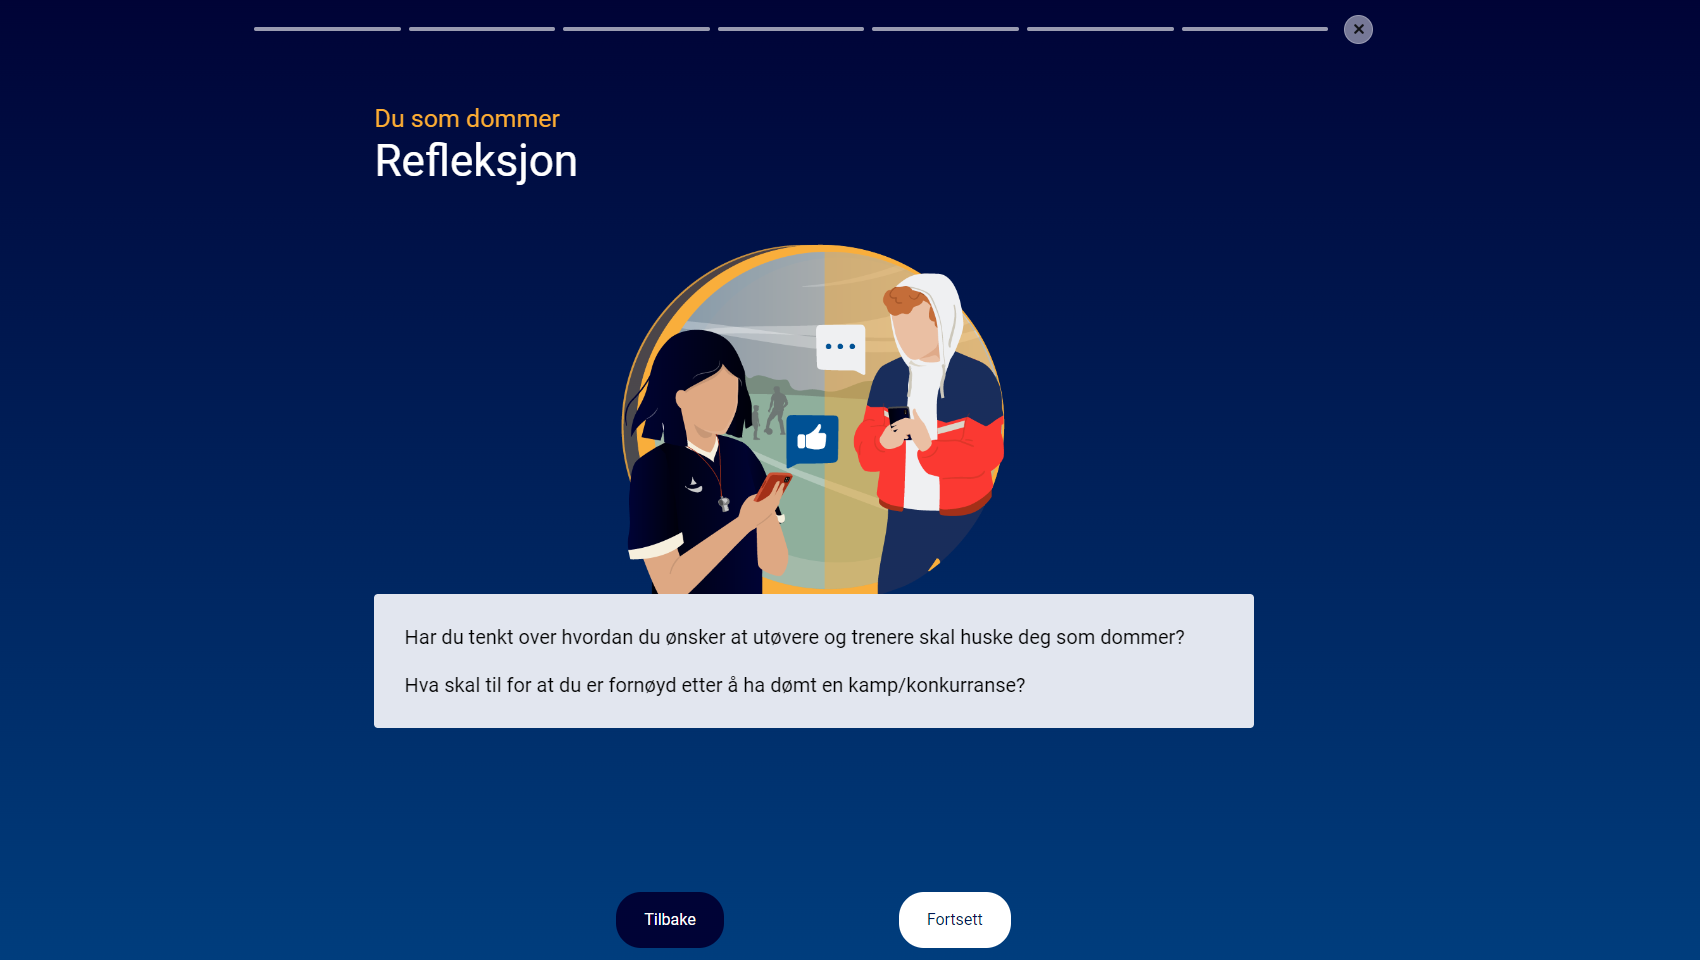 Du som dommer
Refleksjon
Har du tenkt over hvordan du ønsker at utøvere og trenere skal huske deg som dommer?
Hva skal til for at du er fornøyd etter å ha dømt en kamp/konkurranse?
Tilbake
Fortsett